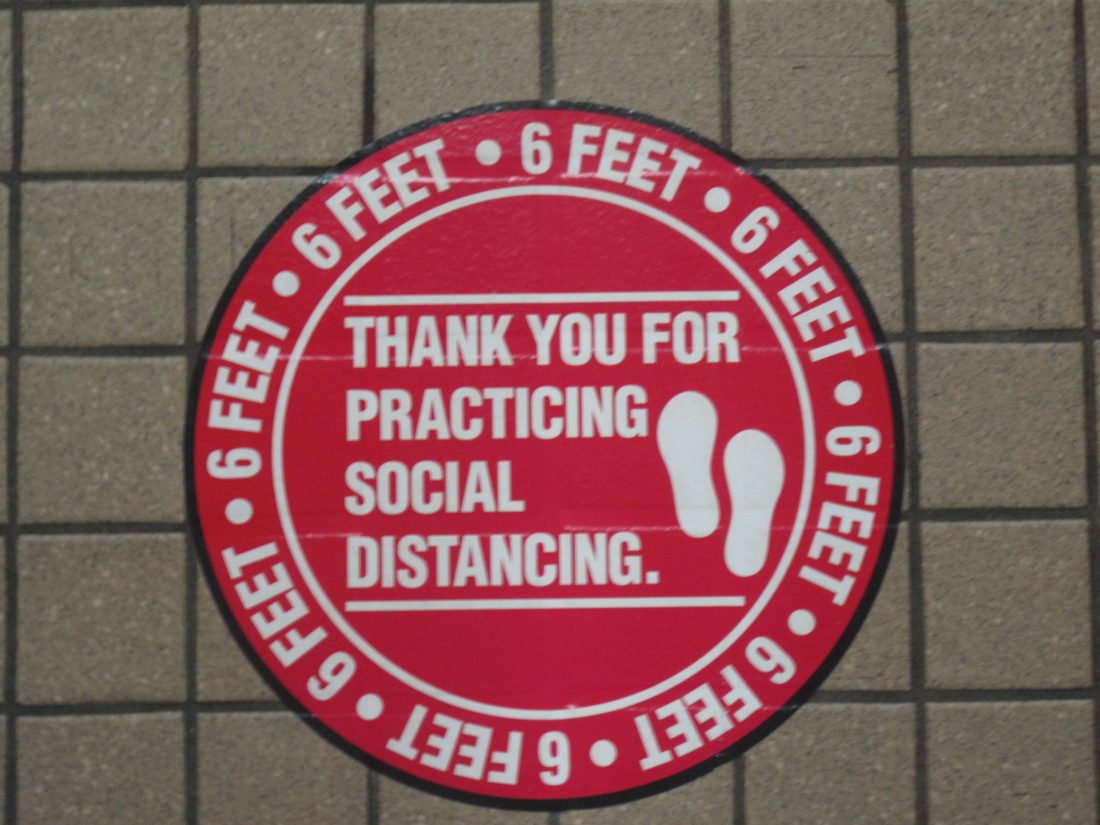 6 FEET • 6 FEET • 6 FEET • 6 FEET • 6 FEET • 6 FEET • 6 FEET • 6 FEET •
THANK YOU FOR
PRACTICING
SOCIAL
DISTANCING.